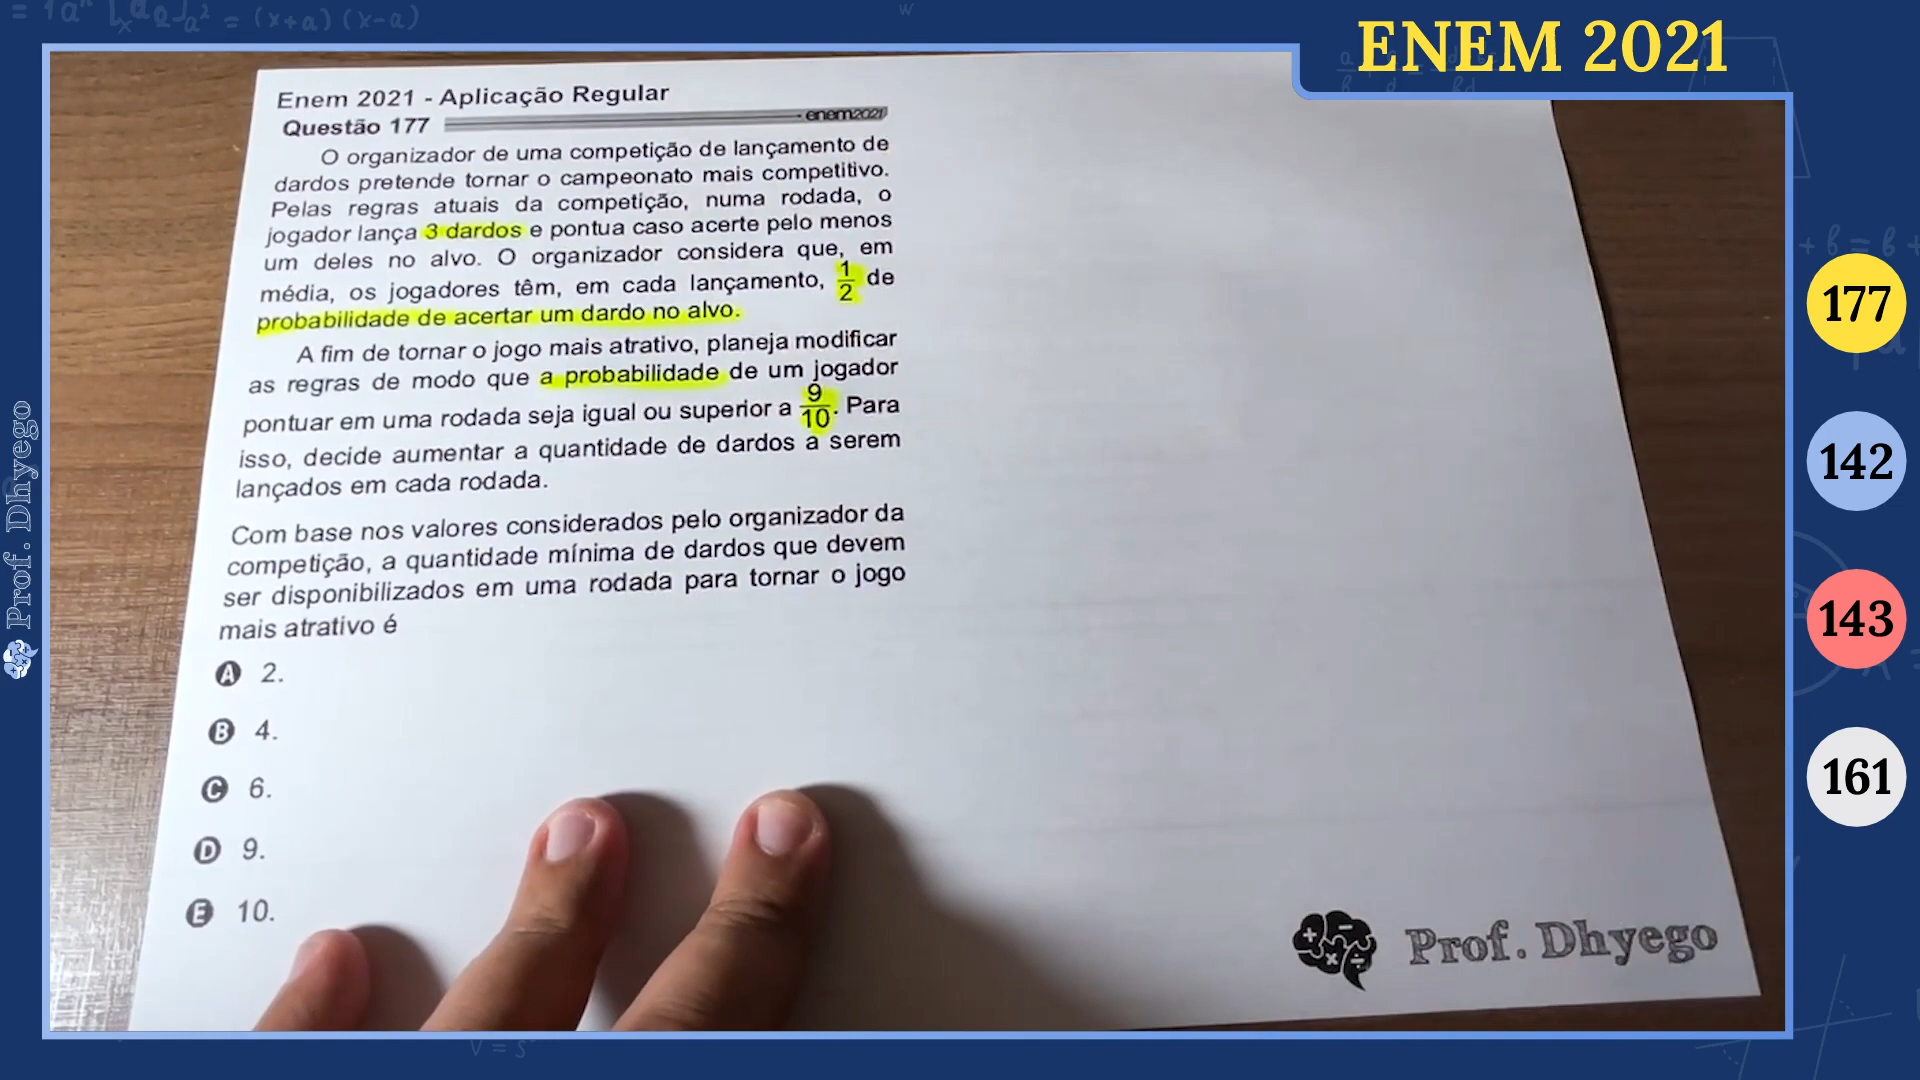 ENEM 2021
Enem 2021 - Aplicação Regular
Questão 177
enem2021
O organizador de uma competição de lançamento de
dardos pretende tornar o campeonato mais competitivo.
Pelas regras atuais da competição, numa rodada, o
jogador lança 3 dardos e pontua caso acerte pelo menos
um deles no alvo. O organizador considera que, em
média, os jogadores têm, em cada lançamento, 1/2 de
probabilidade de acertar um dardo no alvo.
A fim de tornar o jogo mais atrativo, planeja modificar
as regras de modo que a probabilidade de um jogador
pontuar em uma rodada seja igual ou superior a 9/10. Para
isso, decide aumentar a quantidade de dardos a serem
lançados em cada rodada.
Com base nos valores considerados pelo organizador da
competição, a quantidade mínima de dardos que devem
ser disponibilizados em uma rodada para tornar o jogo
mais atrativo é
A 2.
B 4.
C 6.
D 9.
E 10.
Prof. Dhyego
177
142
143
161
Prof. Dhyego